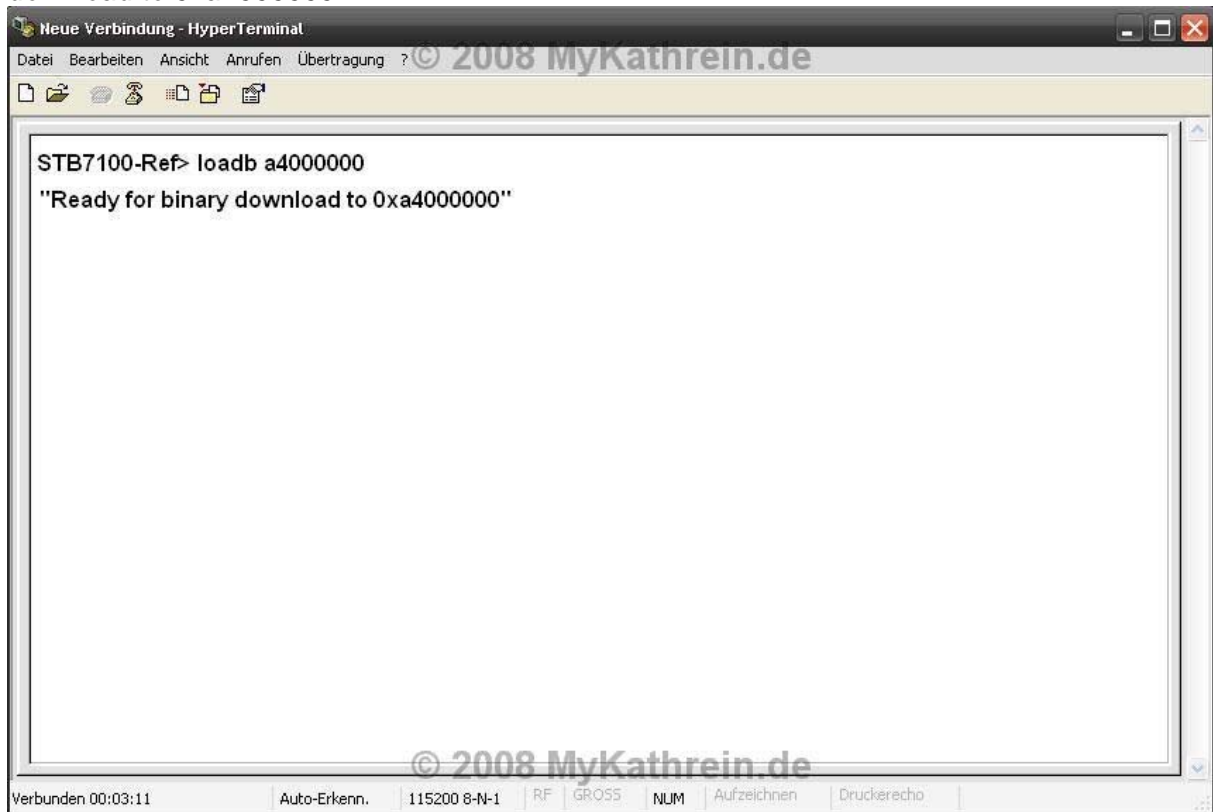 Neue Verbindung - HyperTerminal
Datei Bearbeiten Ansicht Anrufen Übertragung ?
© 2008 MyKathrein.de
STB7100-Ref> loadb a4000000
"Ready for binary download to 0xa4000000"
© 2008 MyKathrein.de
Verbunden 00:03:11 Auto-Erkenn. 115200 8-N-1 RF GROSS NUM Aufzeichnen Druckerecho